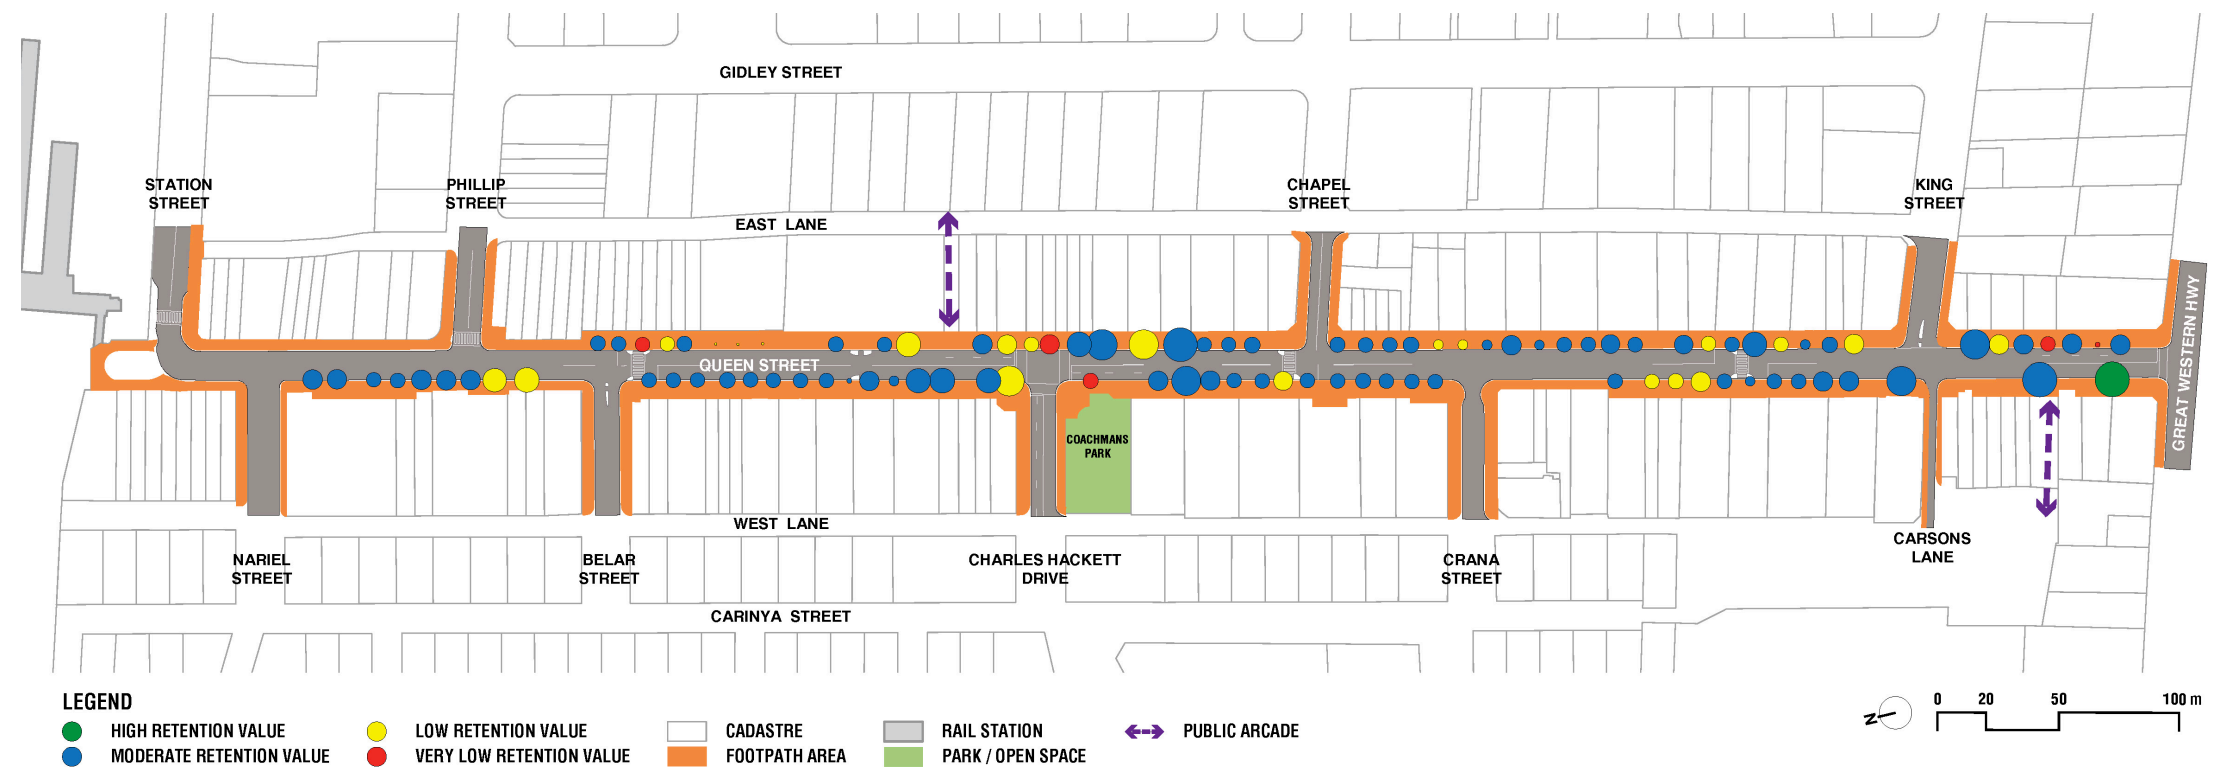 GIDLEY STREET
STATION
STREET
PHILLIP
STREET
CHAPEL
STREET
KING
STREET
EAST LANE
QUEEN STREET
GREAT WESTERN HWY
COACHMANS
PARK
WEST LANE
NARIEL
STREET
BELAR
STREET
CHARLES HACKETT
DRIVE
CRANA
STREET
CARSONS
LANE
CARINYA STREET
LEGEND
HIGH RETENTION VALUE
MODERATE RETENTION VALUE
LOW RETENTION VALUE
VERY LOW RETENTION VALUE
CADASTRE
FOOTPATH AREA
RAIL STATION
PARK / OPEN SPACE
PUBLIC ARCADE
N
0 20 50 100 m